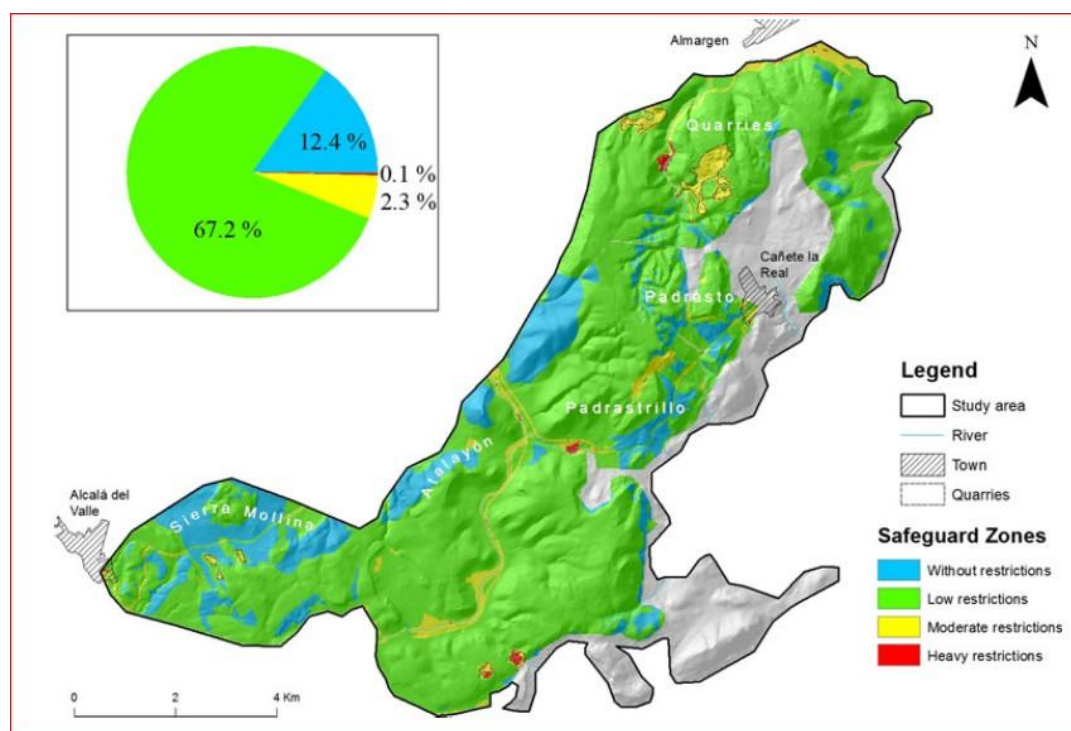 Almargen
N
Quarries
12.4 %
0.1 %
2.3 %
67.2 %
Cañete la
Real
Padrasto
Legend
Study area
Padrastrillo
River
Atalayón
Town
Alcalá del
Valle
Quarries
Sierra Mollina
Safeguard Zones
Without restrictions
Low restrictions
Moderate restrictions
Heavy restrictions
0
2
4 Km